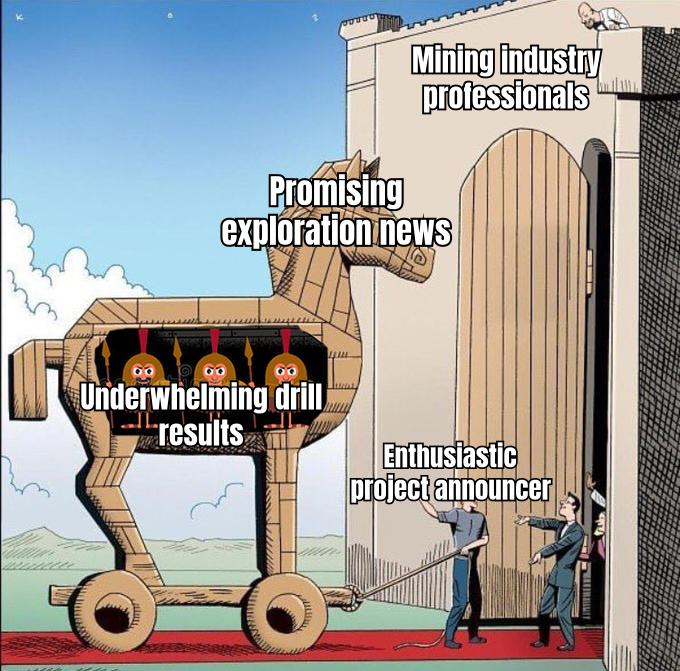 Mining industry
professionals
Promising
exploration news
Underwhelming drill
results
Enthusiastic
project announcer